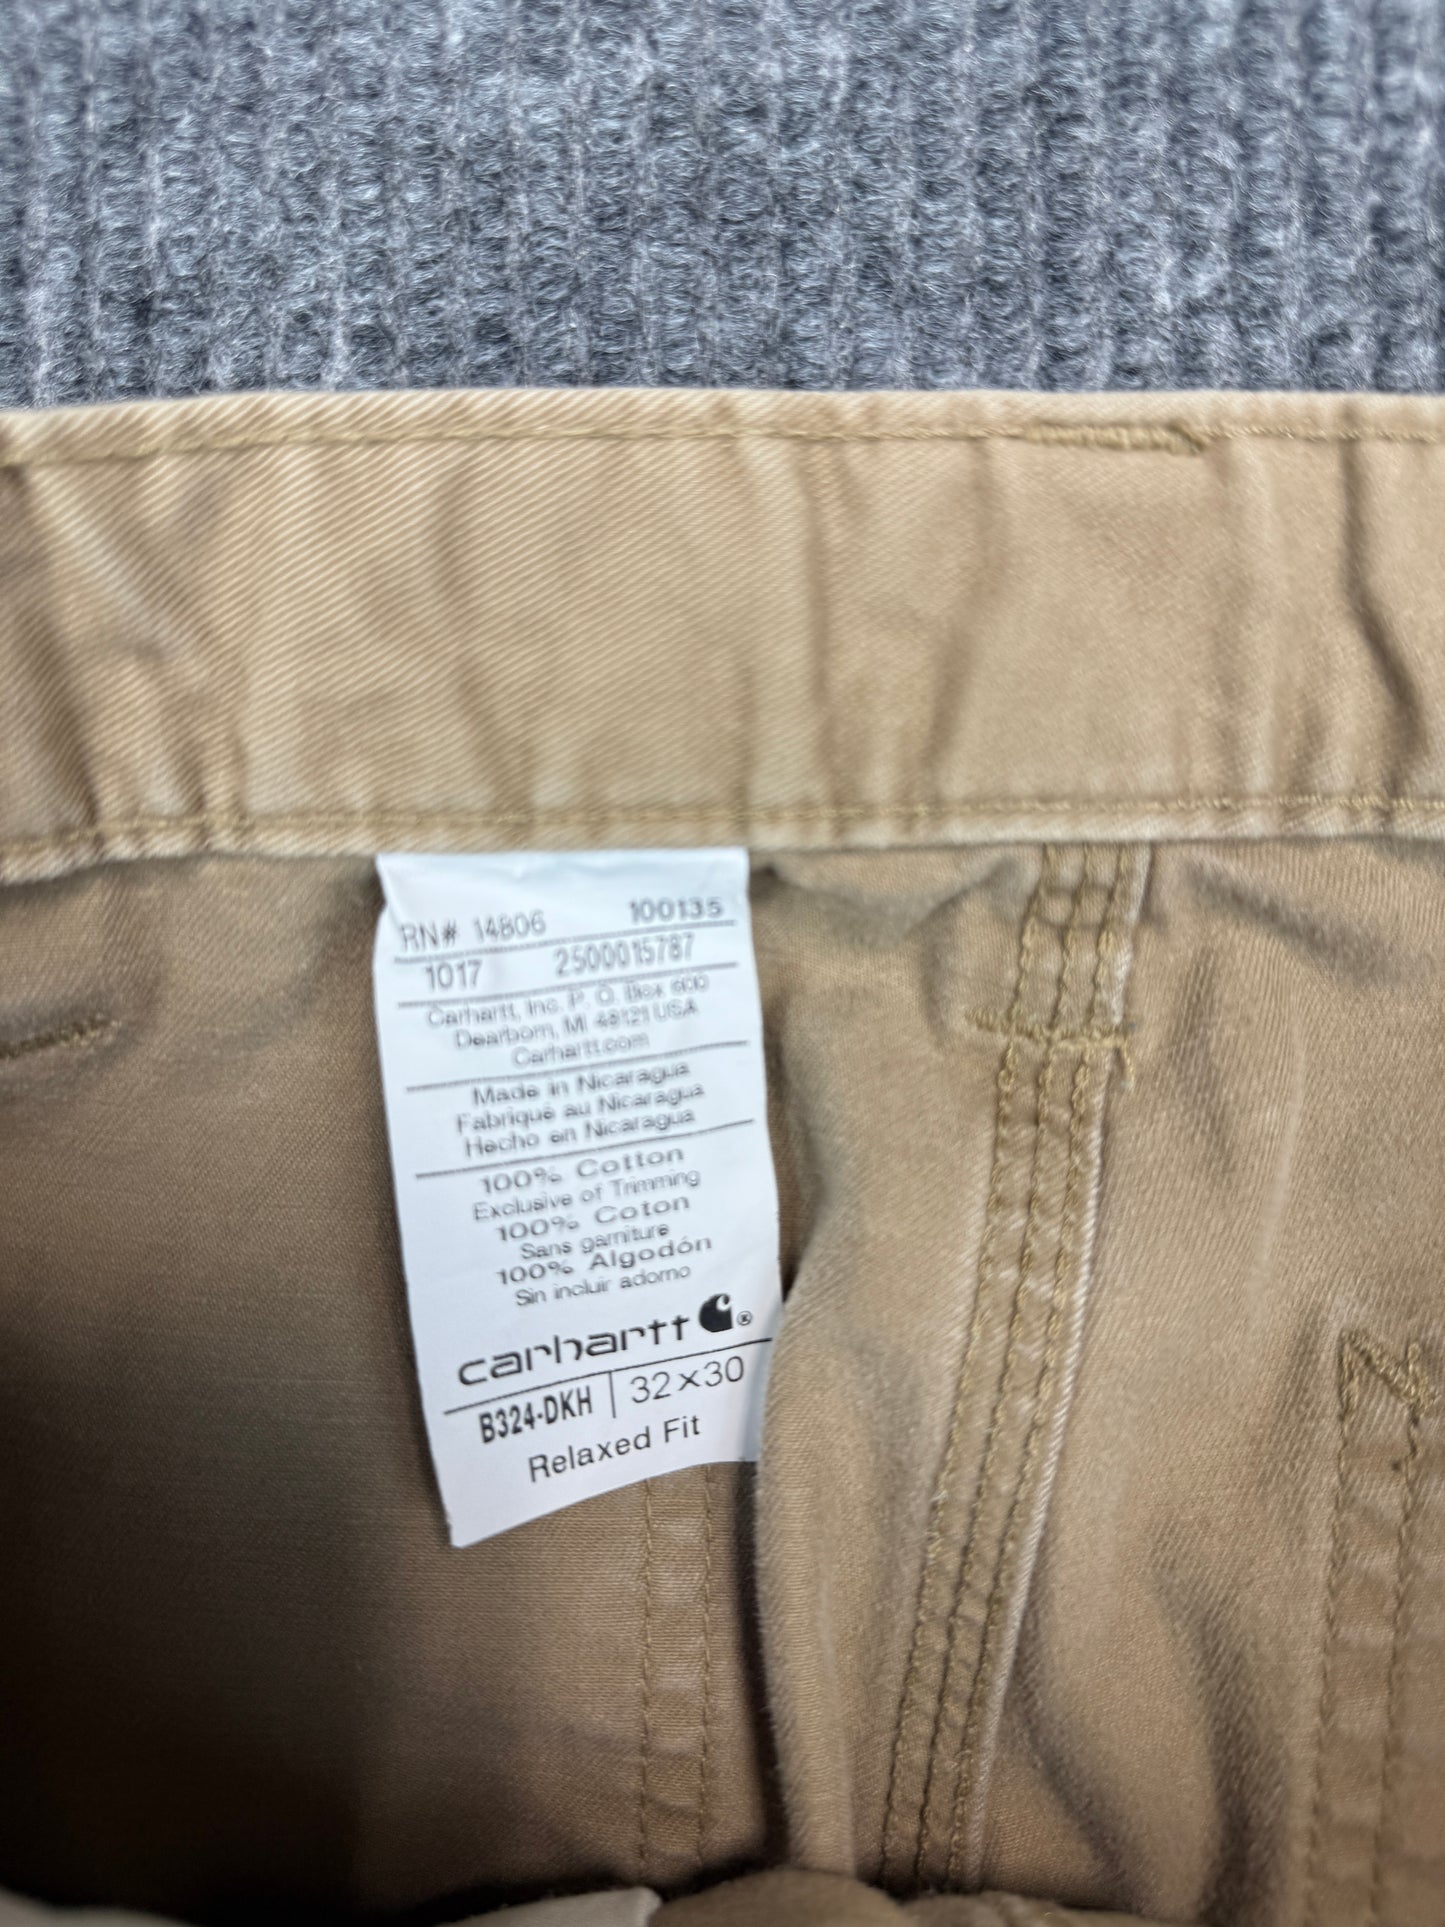 RN# 14806 100135
1017 2500015787
Carhartt, Inc. P. O. Box 600
Dearborn, MI 48121 USA
Carhartt.com
Made in Nicaragua
Fabriqué au Nicaragua
Hecho en Nicaragua
100% Cotton
Exclusive of Trimming
100% Coton
Sans garniture
100% Algodón
Sin incluir adorno
carhartt ®
B324-DKH | 32×30
Relaxed Fit